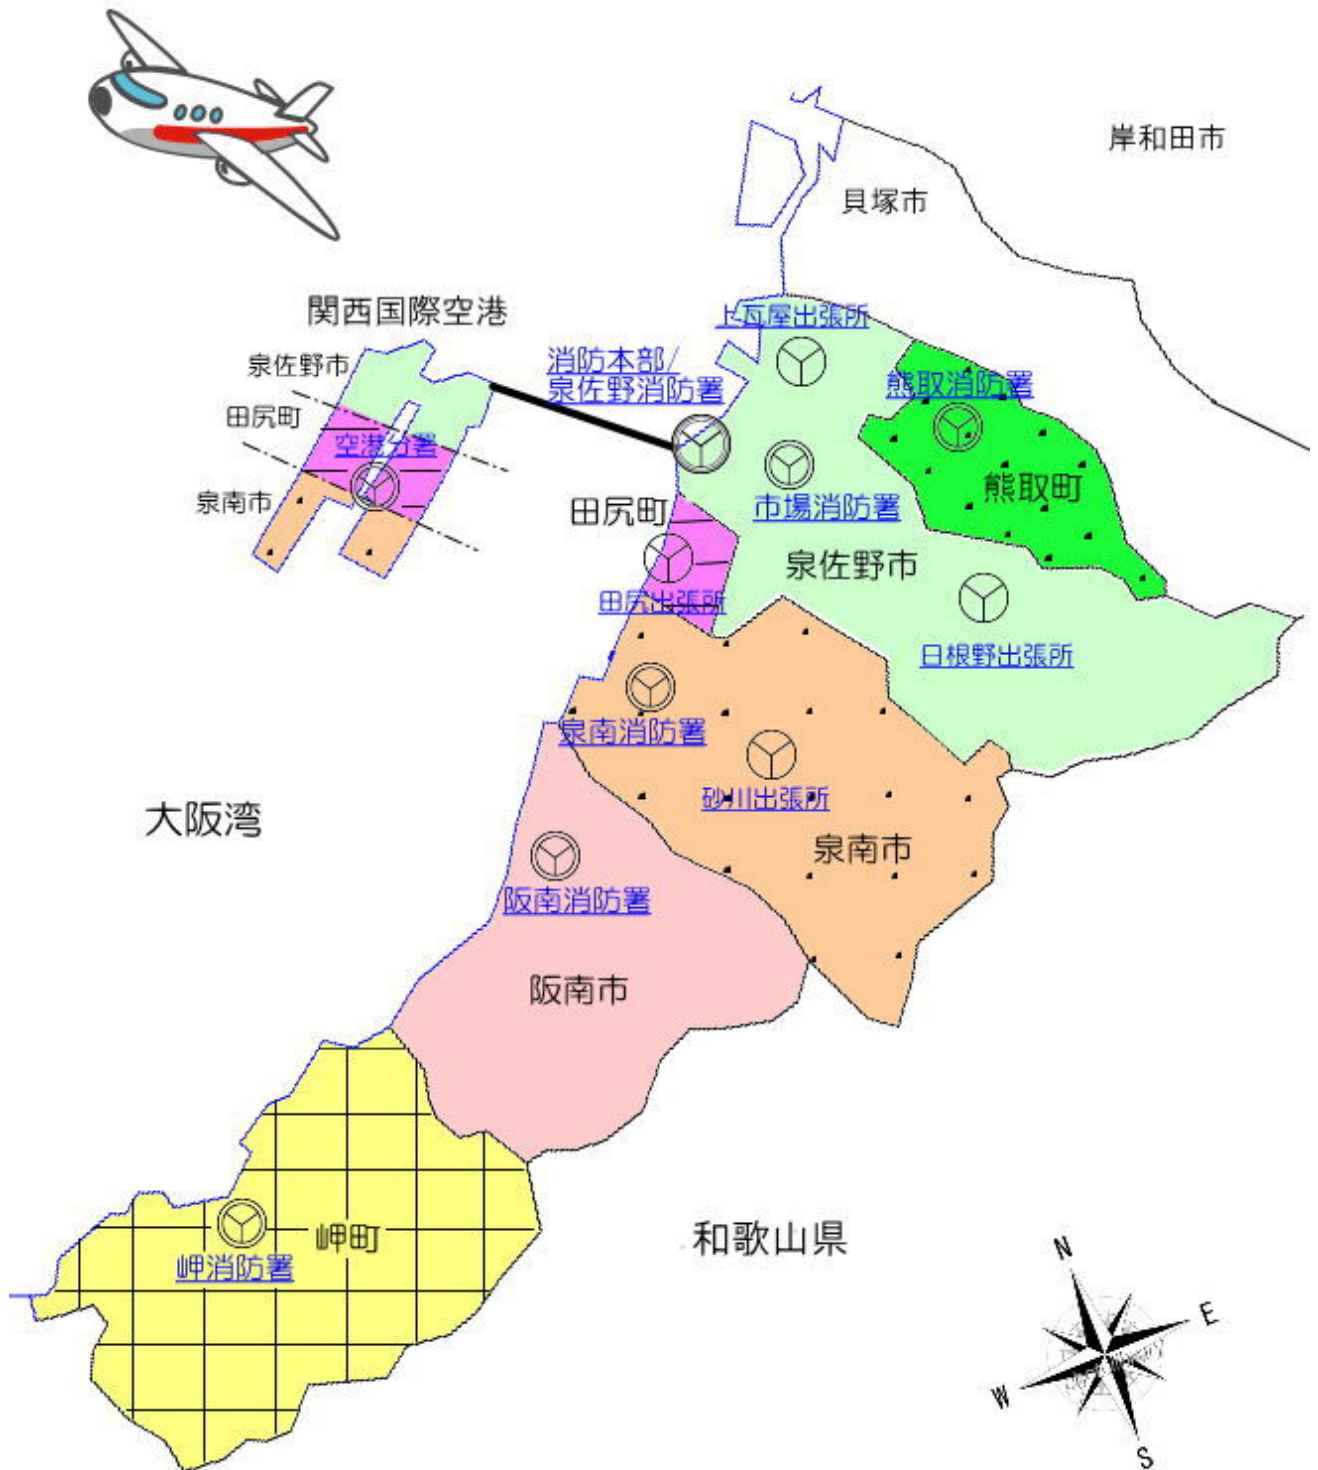 岸和田市
貝塚市
関西国際空港
上瓦屋出張所
泉佐野市
消防本部/
泉佐野消防署
熊取消防署
田尻町
空港分署
泉南市
熊取町
田尻町
市場消防署
泉佐野市
田尻出張所
日根野出張所
泉南消防署
砂川出張所
大阪湾
泉南市
阪南消防署
阪南市
和歌山県
岬町
岬消防署
N
E
W
S